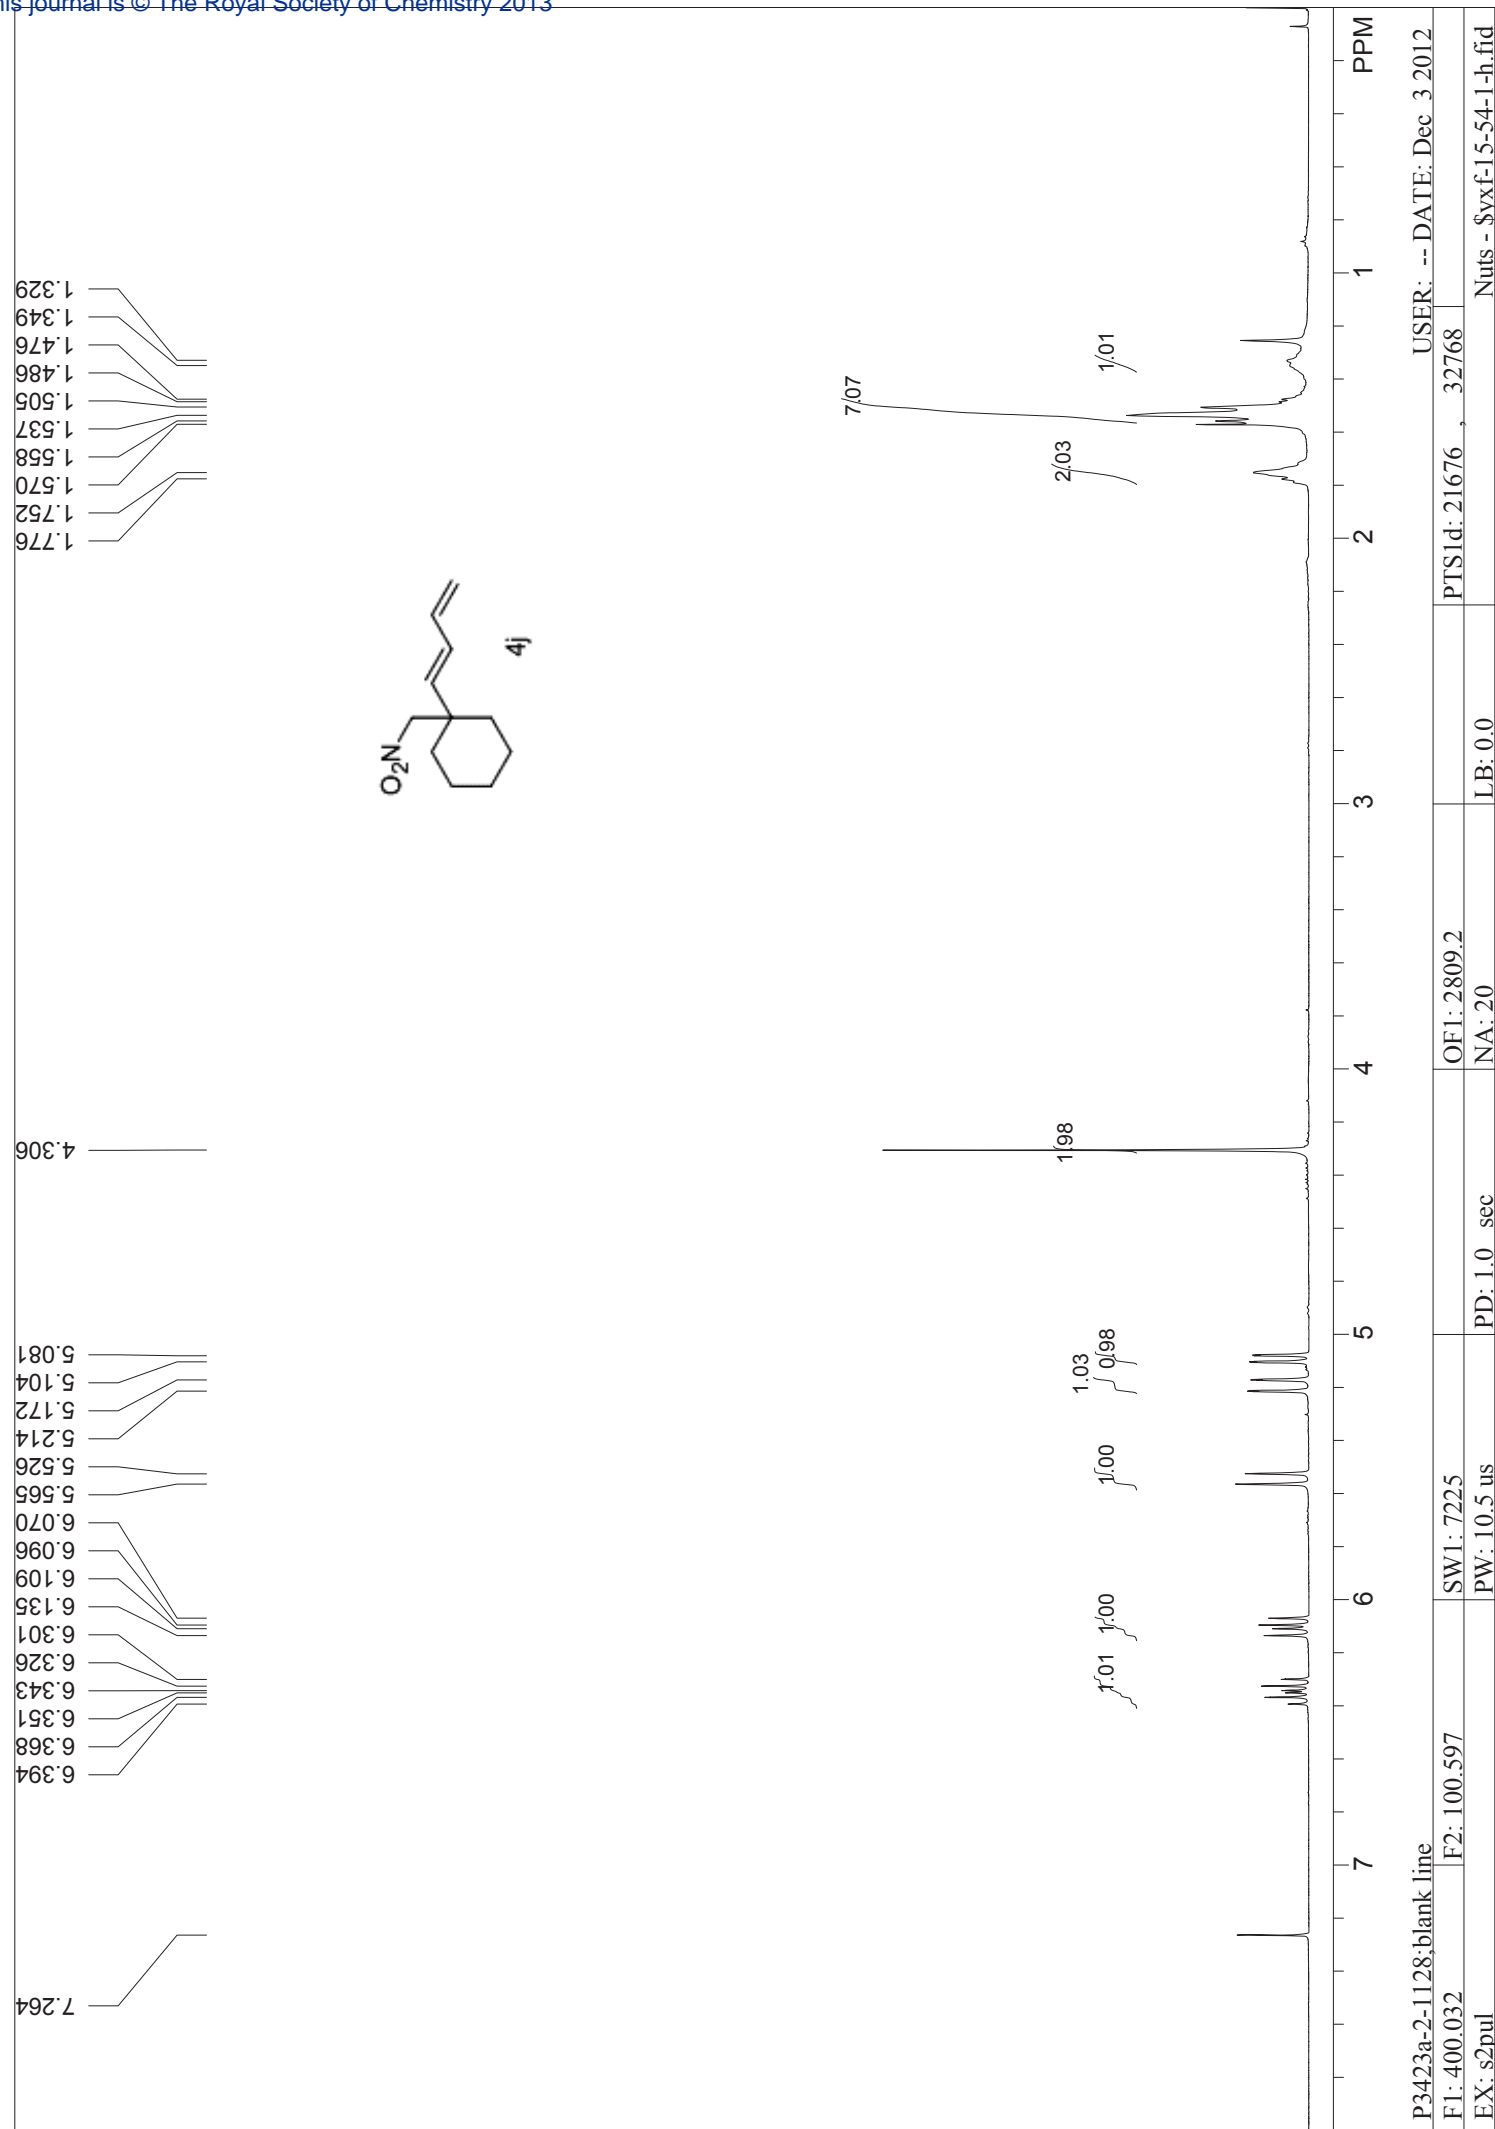 his journal is © The Royal Society of Chemistry 2013
7.264
6.394
6.368
6.351
6.343
6.326
6.301
6.135
6.109
6.096
6.070
5.565
5.526
5.214
5.172
5.104
5.081
4.306
1.776
1.752
1.570
1.558
1.537
1.505
1.486
1.476
1.349
1.329
O2N
4j
1.01
1.00
1.00
1.03
0.98
1.98
2.03
7.07
1.01
7
6
5
4
3
2
1
PPM
P3423a-2-1128;blank line
USER: -- DATE: Dec 3 2012
F1: 400.032
F2: 100.597
SW1: 7225
OF1: 2809.2
PTS1d: 21676 , 32768
EX: s2pul
PW: 10.5 us
PD: 1.0 sec
NA: 20
LB: 0.0
Nuts - $yxf-15-54-1-h.fid